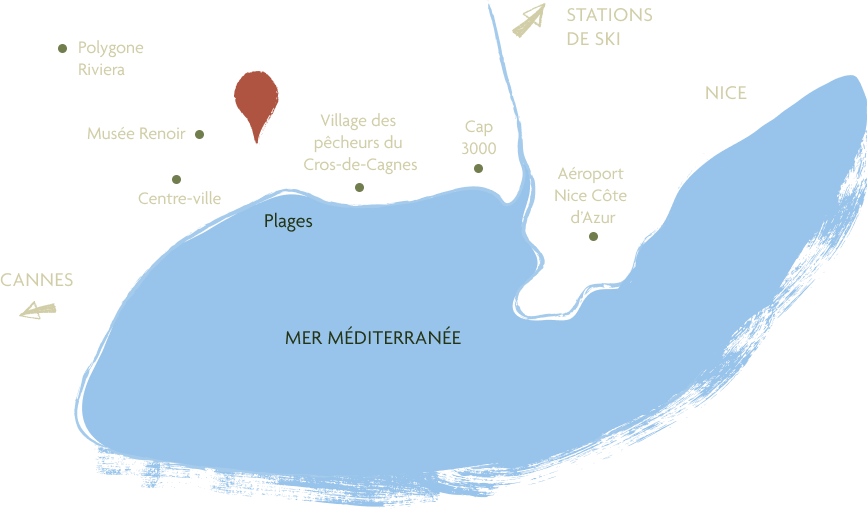 STATIONS
DE SKI
Polygone
Riviera
NICE
Village des
pêcheurs du
Cros-de-Cagnes
Cap
3000
Musée Renoir
Aéroport
Nice Côte
d'Azur
Centre-ville
Plages
CANNES
MER MÉDITERRANÉE